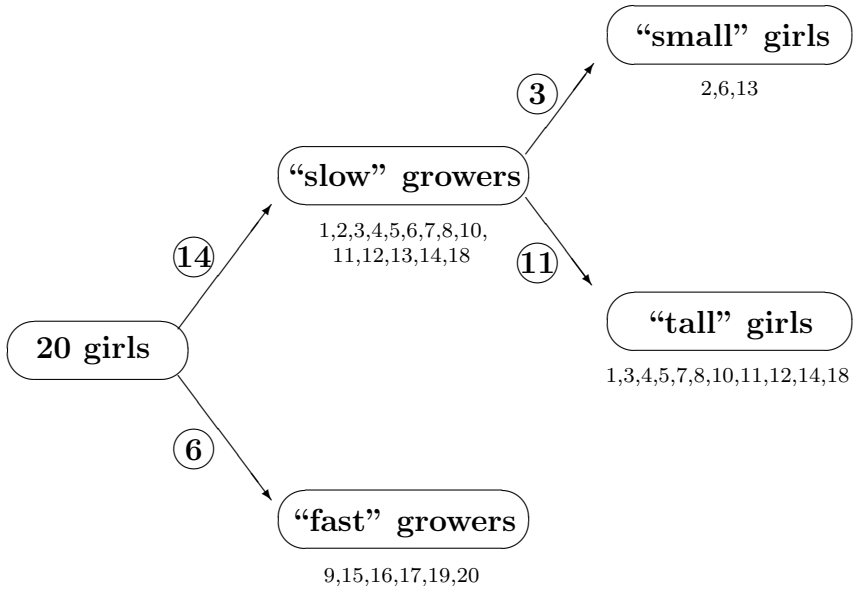 “small” girls
2,6,13
3
“slow” growers
1,2,3,4,5,6,7,8,10,
11,12,13,14,18
14
11
“tall” girls
1,3,4,5,7,8,10,11,12,14,18
20 girls
6
“fast” growers
9,15,16,17,19,20